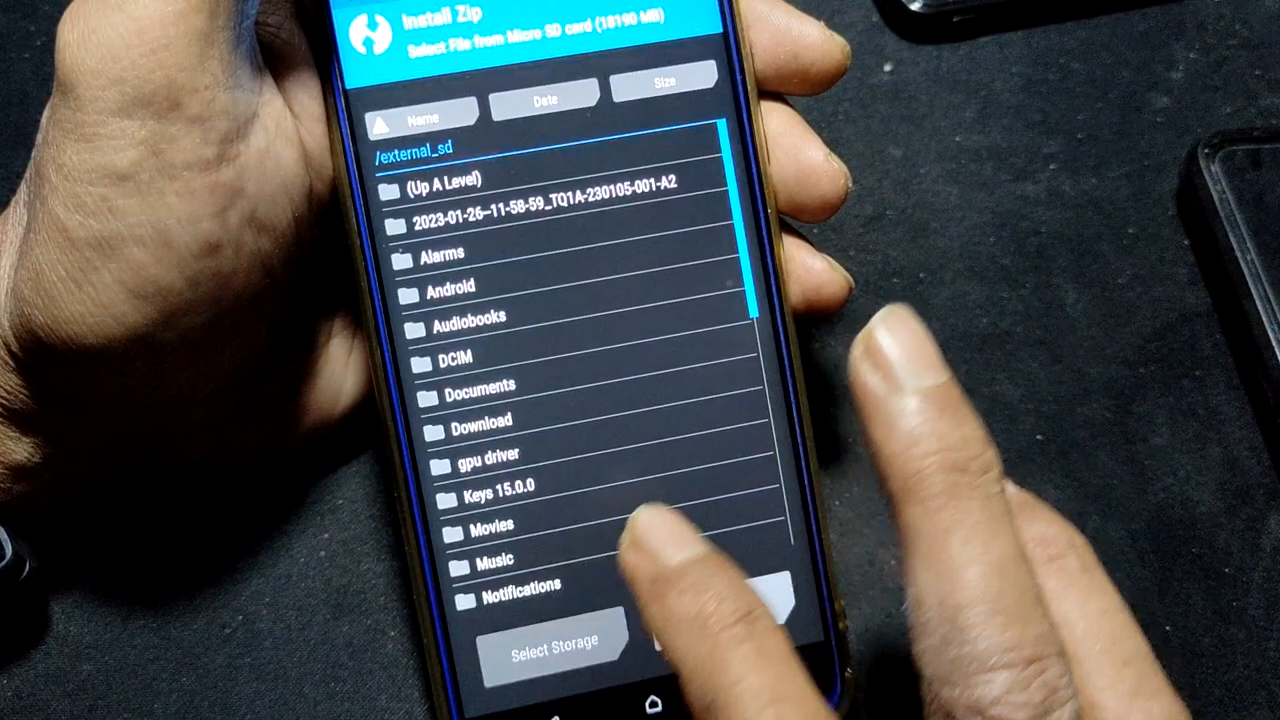 Install Zip
Select File from Micro SD card (18190 MB)
Name
Date
Size
/external_sd
(Up A Level)
2023-01-26--11-58-59_TQ1A-230105-001-A2
Alarms
Android
Audiobooks
DCIM
Documents
Download
gpu driver
Keys 15.0.0
Movies
Music
Notifications
Select Storage